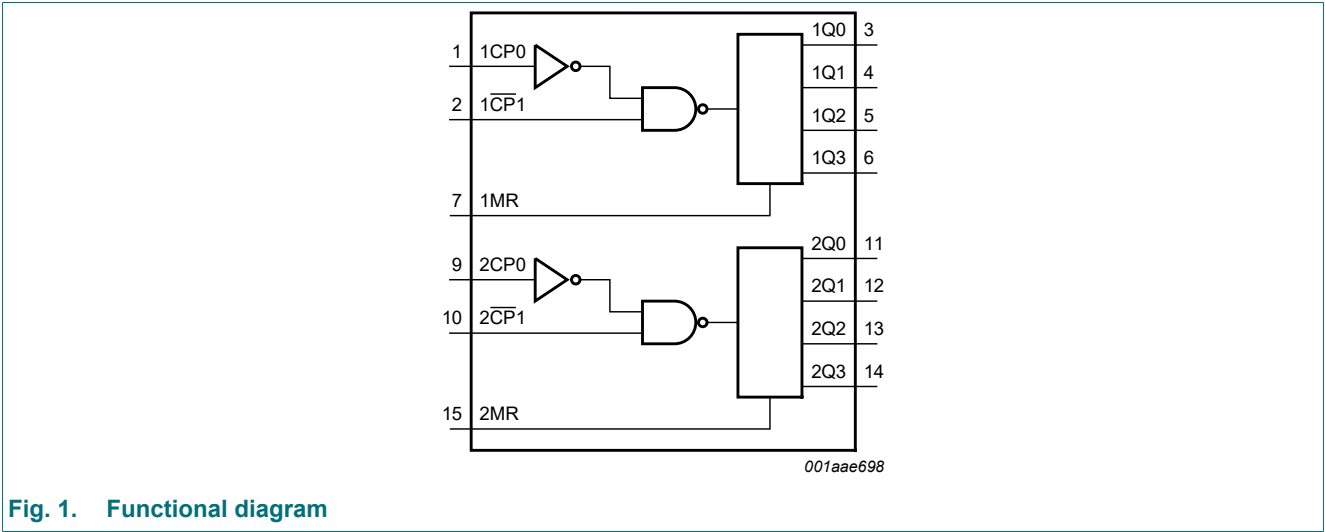 1 1CP0
2 1C̅P̅1
7 1MR
1Q0 3
1Q1 4
1Q2 5
1Q3 6
9 2CP0
10 2C̅P̅1
15 2MR
2Q0 11
2Q1 12
2Q2 13
2Q3 14
001aae698
Fig. 1. Functional diagram